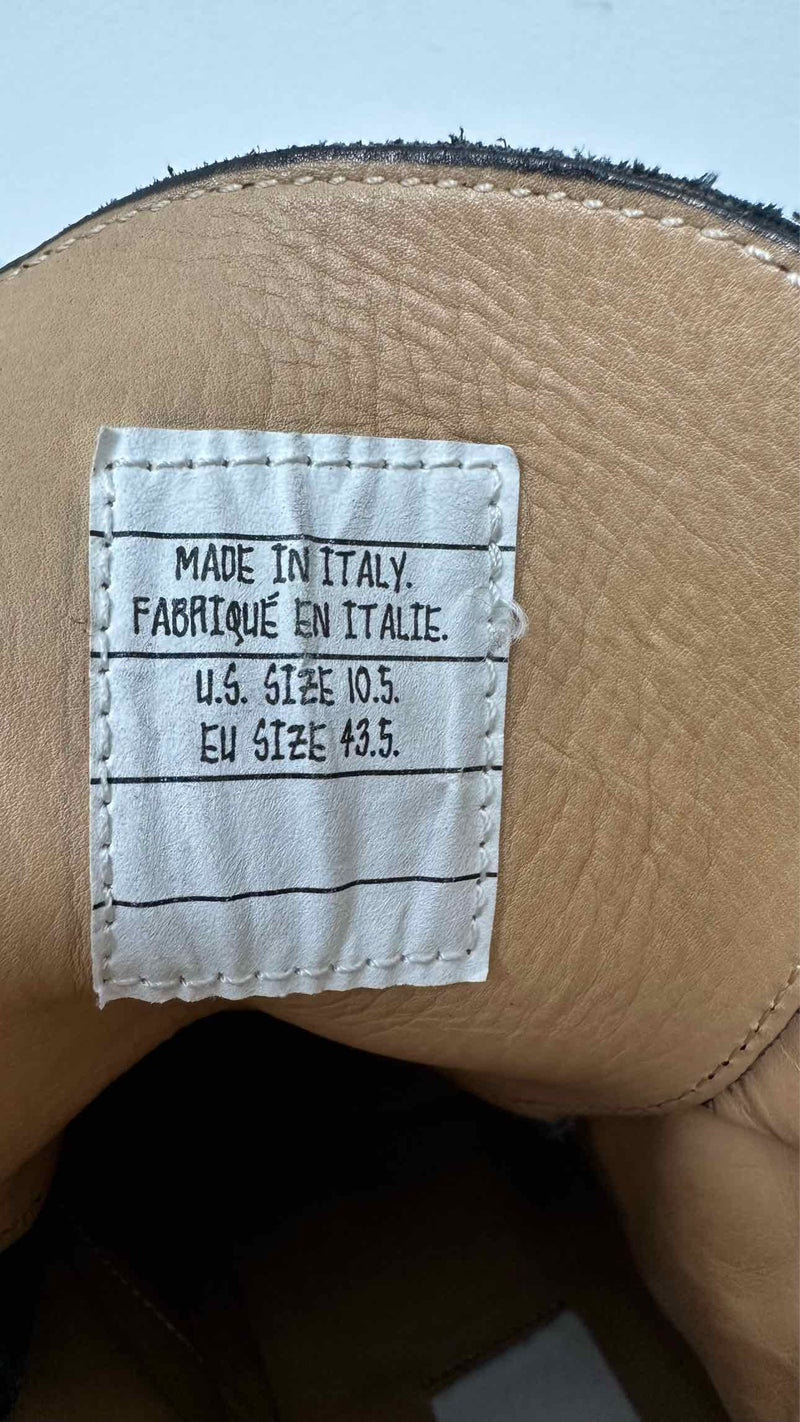 MADE IN ITALY.
FABRIQUÉ EN ITALIE.
U.S. SIZE 10.5.
EU SIZE 43.5.